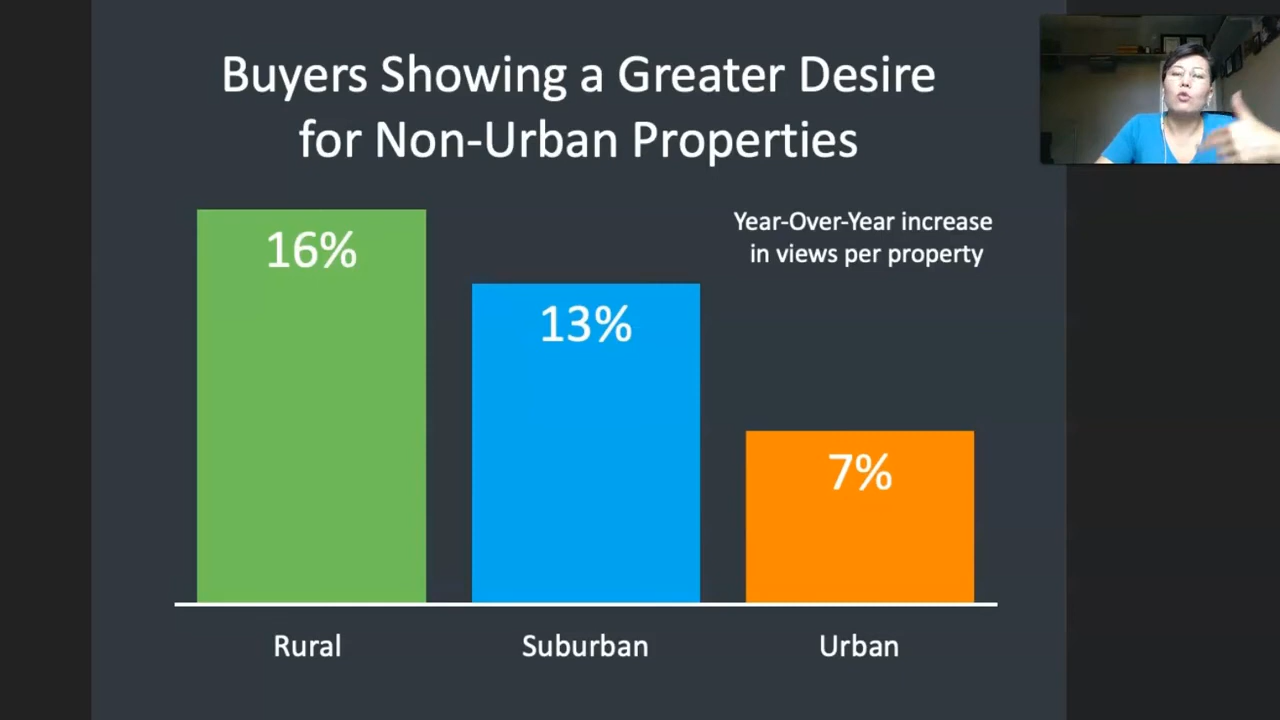 Buyers Showing a Greater Desire
for Non-Urban Properties
Year-Over-Year increase
in views per property
16%
13%
7%
Rural
Suburban
Urban